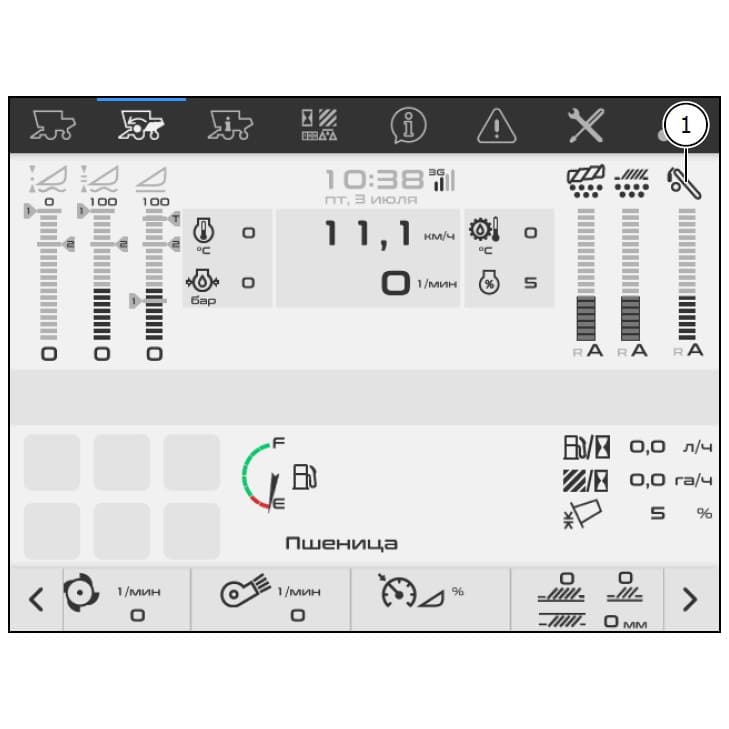 1
10:38 3G
ПТ, 3 ИЮЛЯ
0 100 100
1 1 T
2 2 2
1
°C 0
11,1 км/ч
°C 0
бар 0
0 1/мин
% 5
0 0 0
R A R A R A
F
E
0,0 л/ч
0,0 га/ч
5 %
Пшеница
1/мин
0
1/мин
0
%
0 0
0 мм